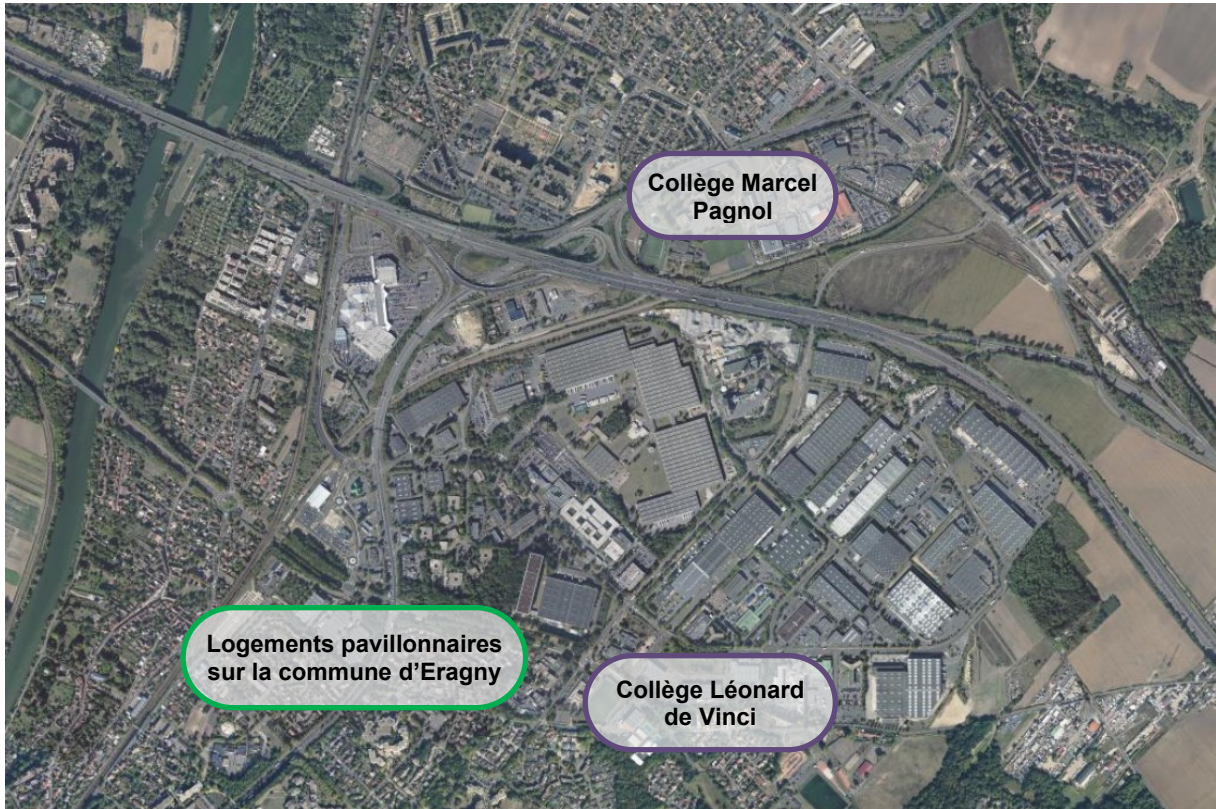 Collège Marcel
Pagnol
Logements pavillonnaires
sur la commune d’Eragny
Collège Léonard
de Vinci